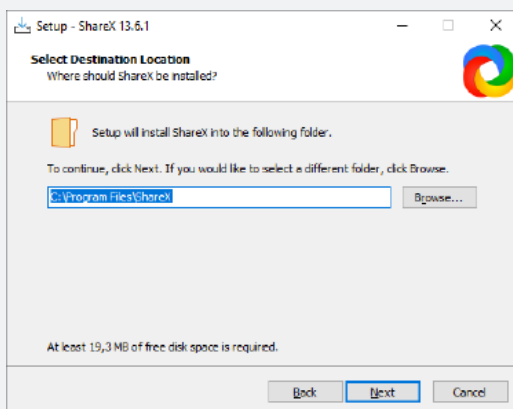 Setup - ShareX 13.6.1
Select Destination Location
Where should ShareX be installed?
Setup will install ShareX into the following folder.
To continue, click Next. If you would like to select a different folder, click Browse.
C:\Program Files\ShareX
Browse...
At least 19,3 MB of free disk space is required.
Back
Next
Cancel